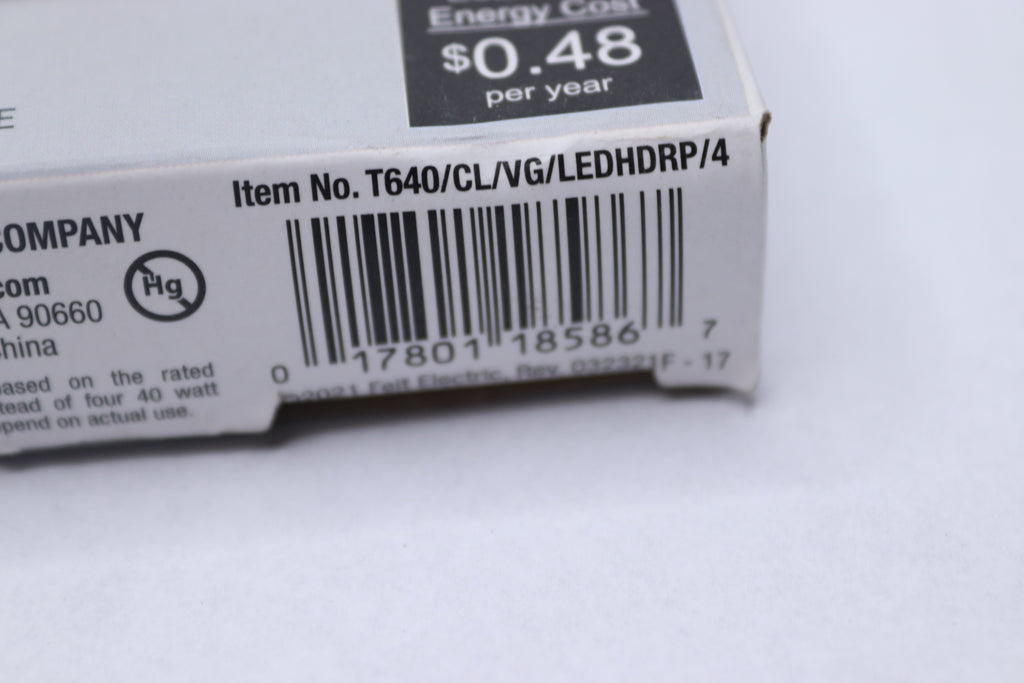 Energy Cost
$0.48
per year
E
Item No. T640/CL/VG/LEDHDRP/4
COMPANY
com
Hg
A 90660
hina
0 17801 18586 7
2021 Feit Electric, Rev. 032321F - 17
ased on the rated
tead of four 40 watt
pend on actual use.